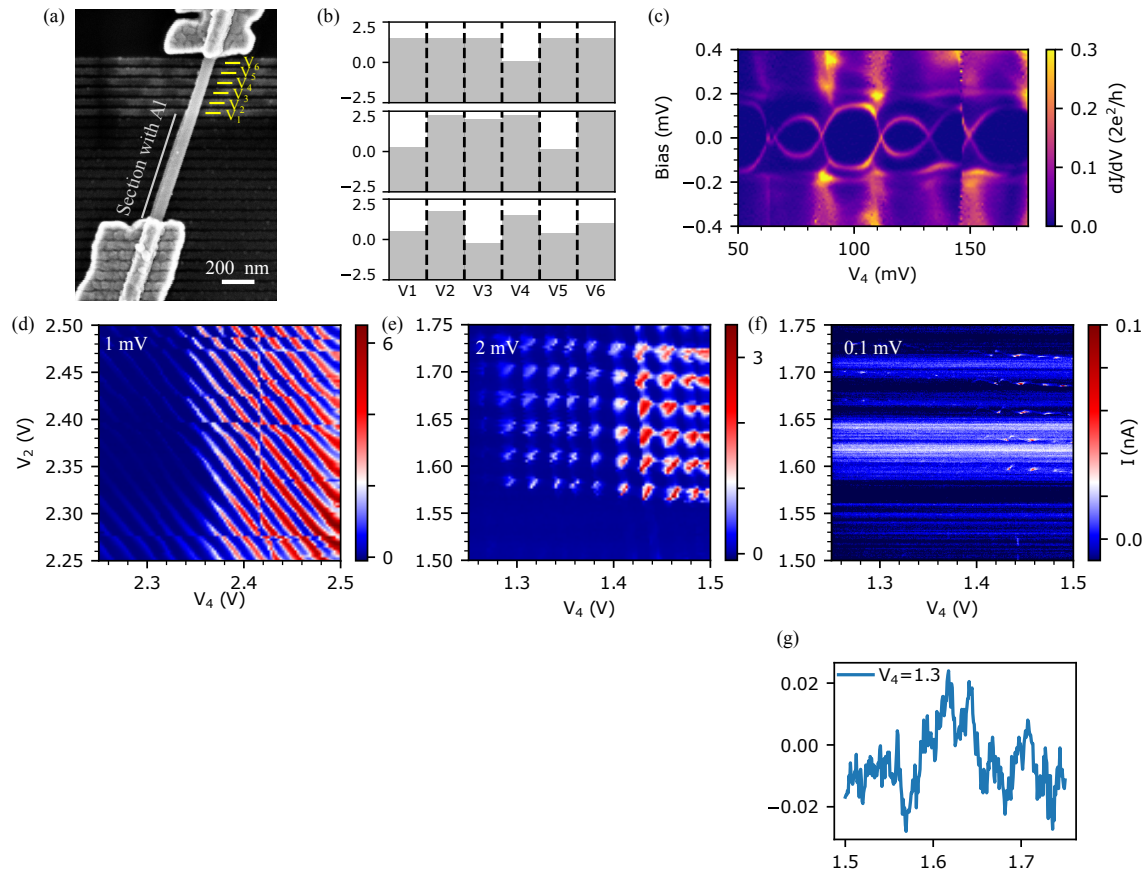 (a)
V₆
V₅
V₄
V₃
V₂
V₁
Section with Al
200 nm
(b)
2.5
0.0
−2.5
2.5
0.0
−2.5
2.5
0.0
−2.5
V1 V2 V3 V4 V5 V6
(c)
Bias (mV)
0.4
0.2
0.0
−0.2
−0.4
50 100 150
V₄ (mV)
0.3
0.2
0.1
0.0
dI/dV (2e²/h)
(d)
1 mV
V₂ (V)
2.50
2.45
2.40
2.35
2.30
2.25
2.3 2.4 2.5
V₄ (V)
6
0
(e)
2 mV
1.75
1.70
1.65
1.60
1.55
1.50
1.3 1.4 1.5
V₄ (V)
3
0
(f)
0.1 mV
1.75
1.70
1.65
1.60
1.55
1.50
1.3 1.4 1.5
V₄ (V)
0.1
0.0
I (nA)
(g)
V₄=1.3
0.02
0.00
−0.02
1.5 1.6 1.7